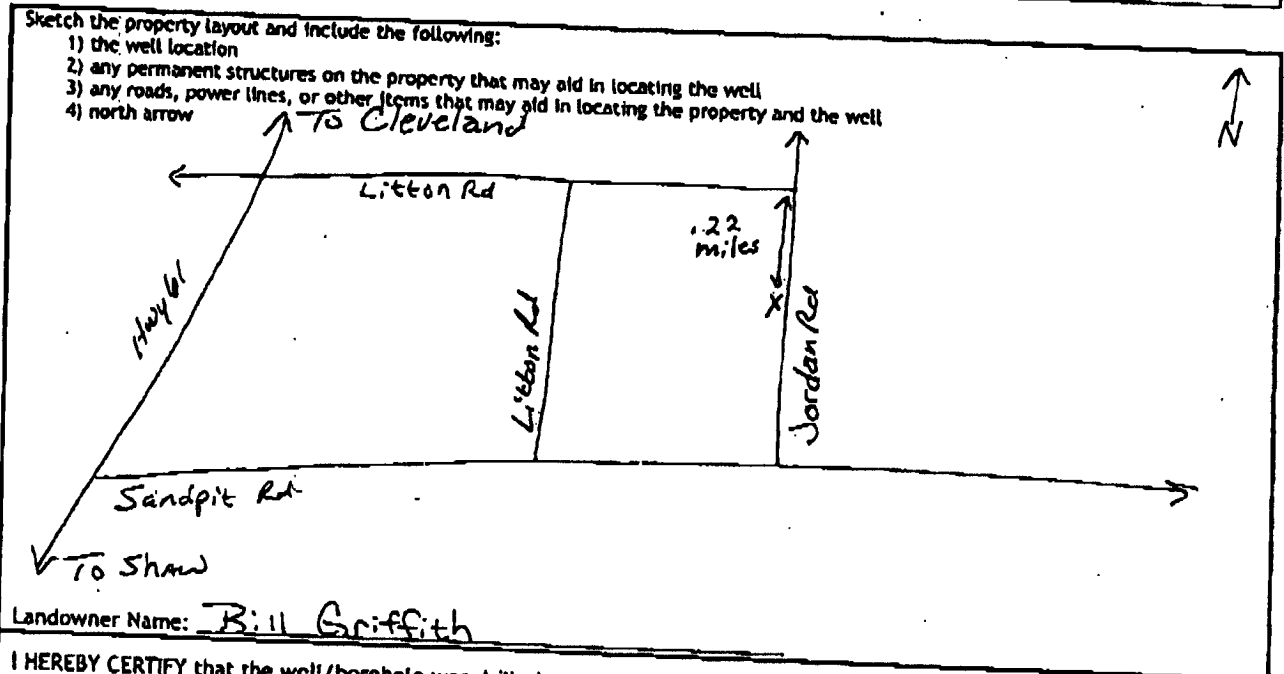 Sketch the property layout and include the following:
1) the well location
2) any permanent structures on the property that may aid in locating the well
3) any roads, power lines, or other items that may aid in locating the property and the well
4) north arrow
To Cleveland
N
Litton Rd
.22
miles
x
Hwy 61
Litton Rd
Jordan Rd
Sandpit Rd
To Shaw
Landowner Name: Bill Griffith
I HEREBY CERTIFY that the well/borehole was